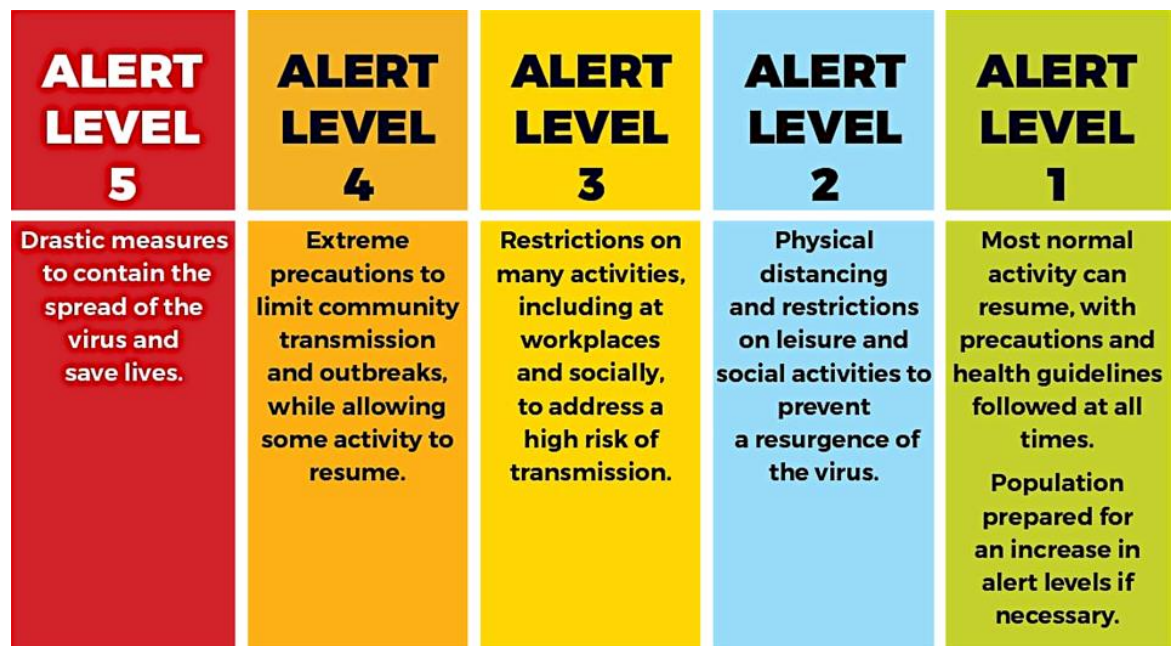 ALERT
LEVEL
5
Drastic measures
to contain the
spread of the
virus and
save lives.
ALERT
LEVEL
4
Extreme
precautions to
limit community
transmission
and outbreaks,
while allowing
some activity to
resume.
ALERT
LEVEL
3
Restrictions on
many activities,
including at
workplaces
and socially,
to address a
high risk of
transmission.
ALERT
LEVEL
2
Physical
distancing
and restrictions
on leisure and
social activities to
prevent
a resurgence of
the virus.
ALERT
LEVEL
1
Most normal
activity can
resume, with
precautions and
health guidelines
followed at all
times.
Population
prepared for
an increase in
alert levels if
necessary.